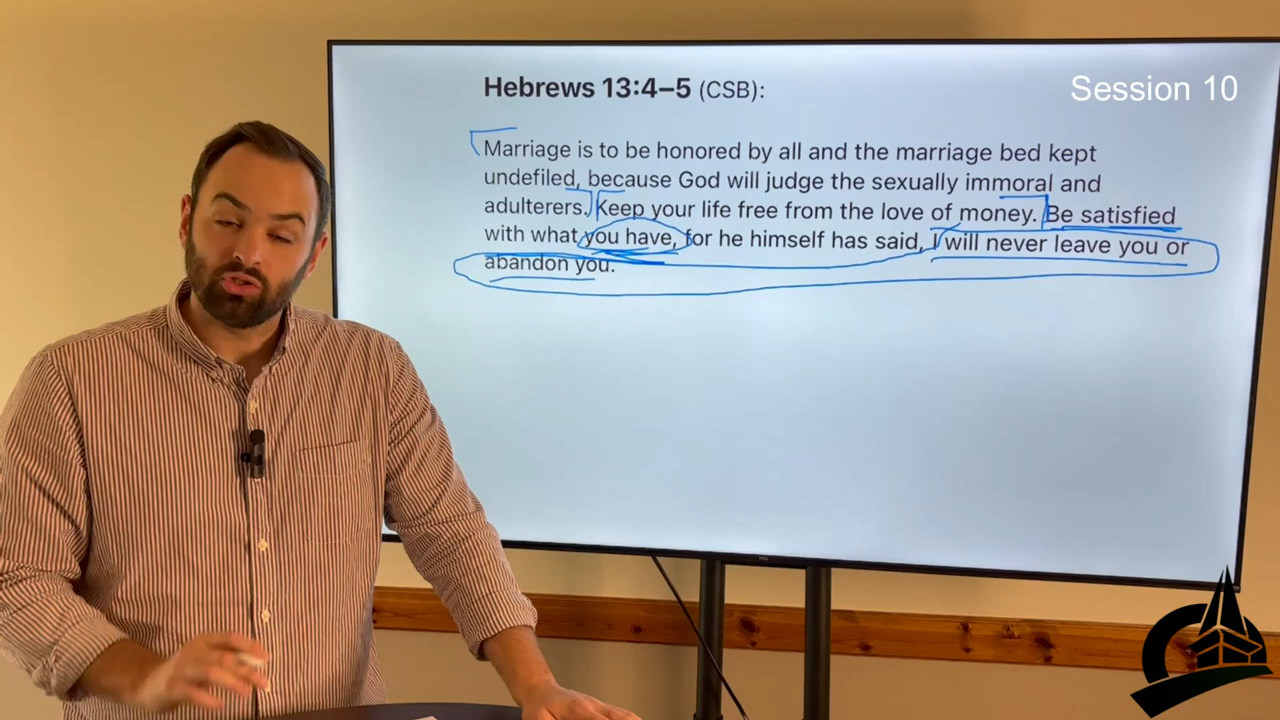 Hebrews 13:4–5 (CSB):
Session 10
Marriage is to be honored by all and the marriage bed kept
undefiled, because God will judge the sexually immoral and
adulterers. Keep your life free from the love of money. Be satisfied
with what you have, for he himself has said, I will never leave you or
abandon you.
TCL